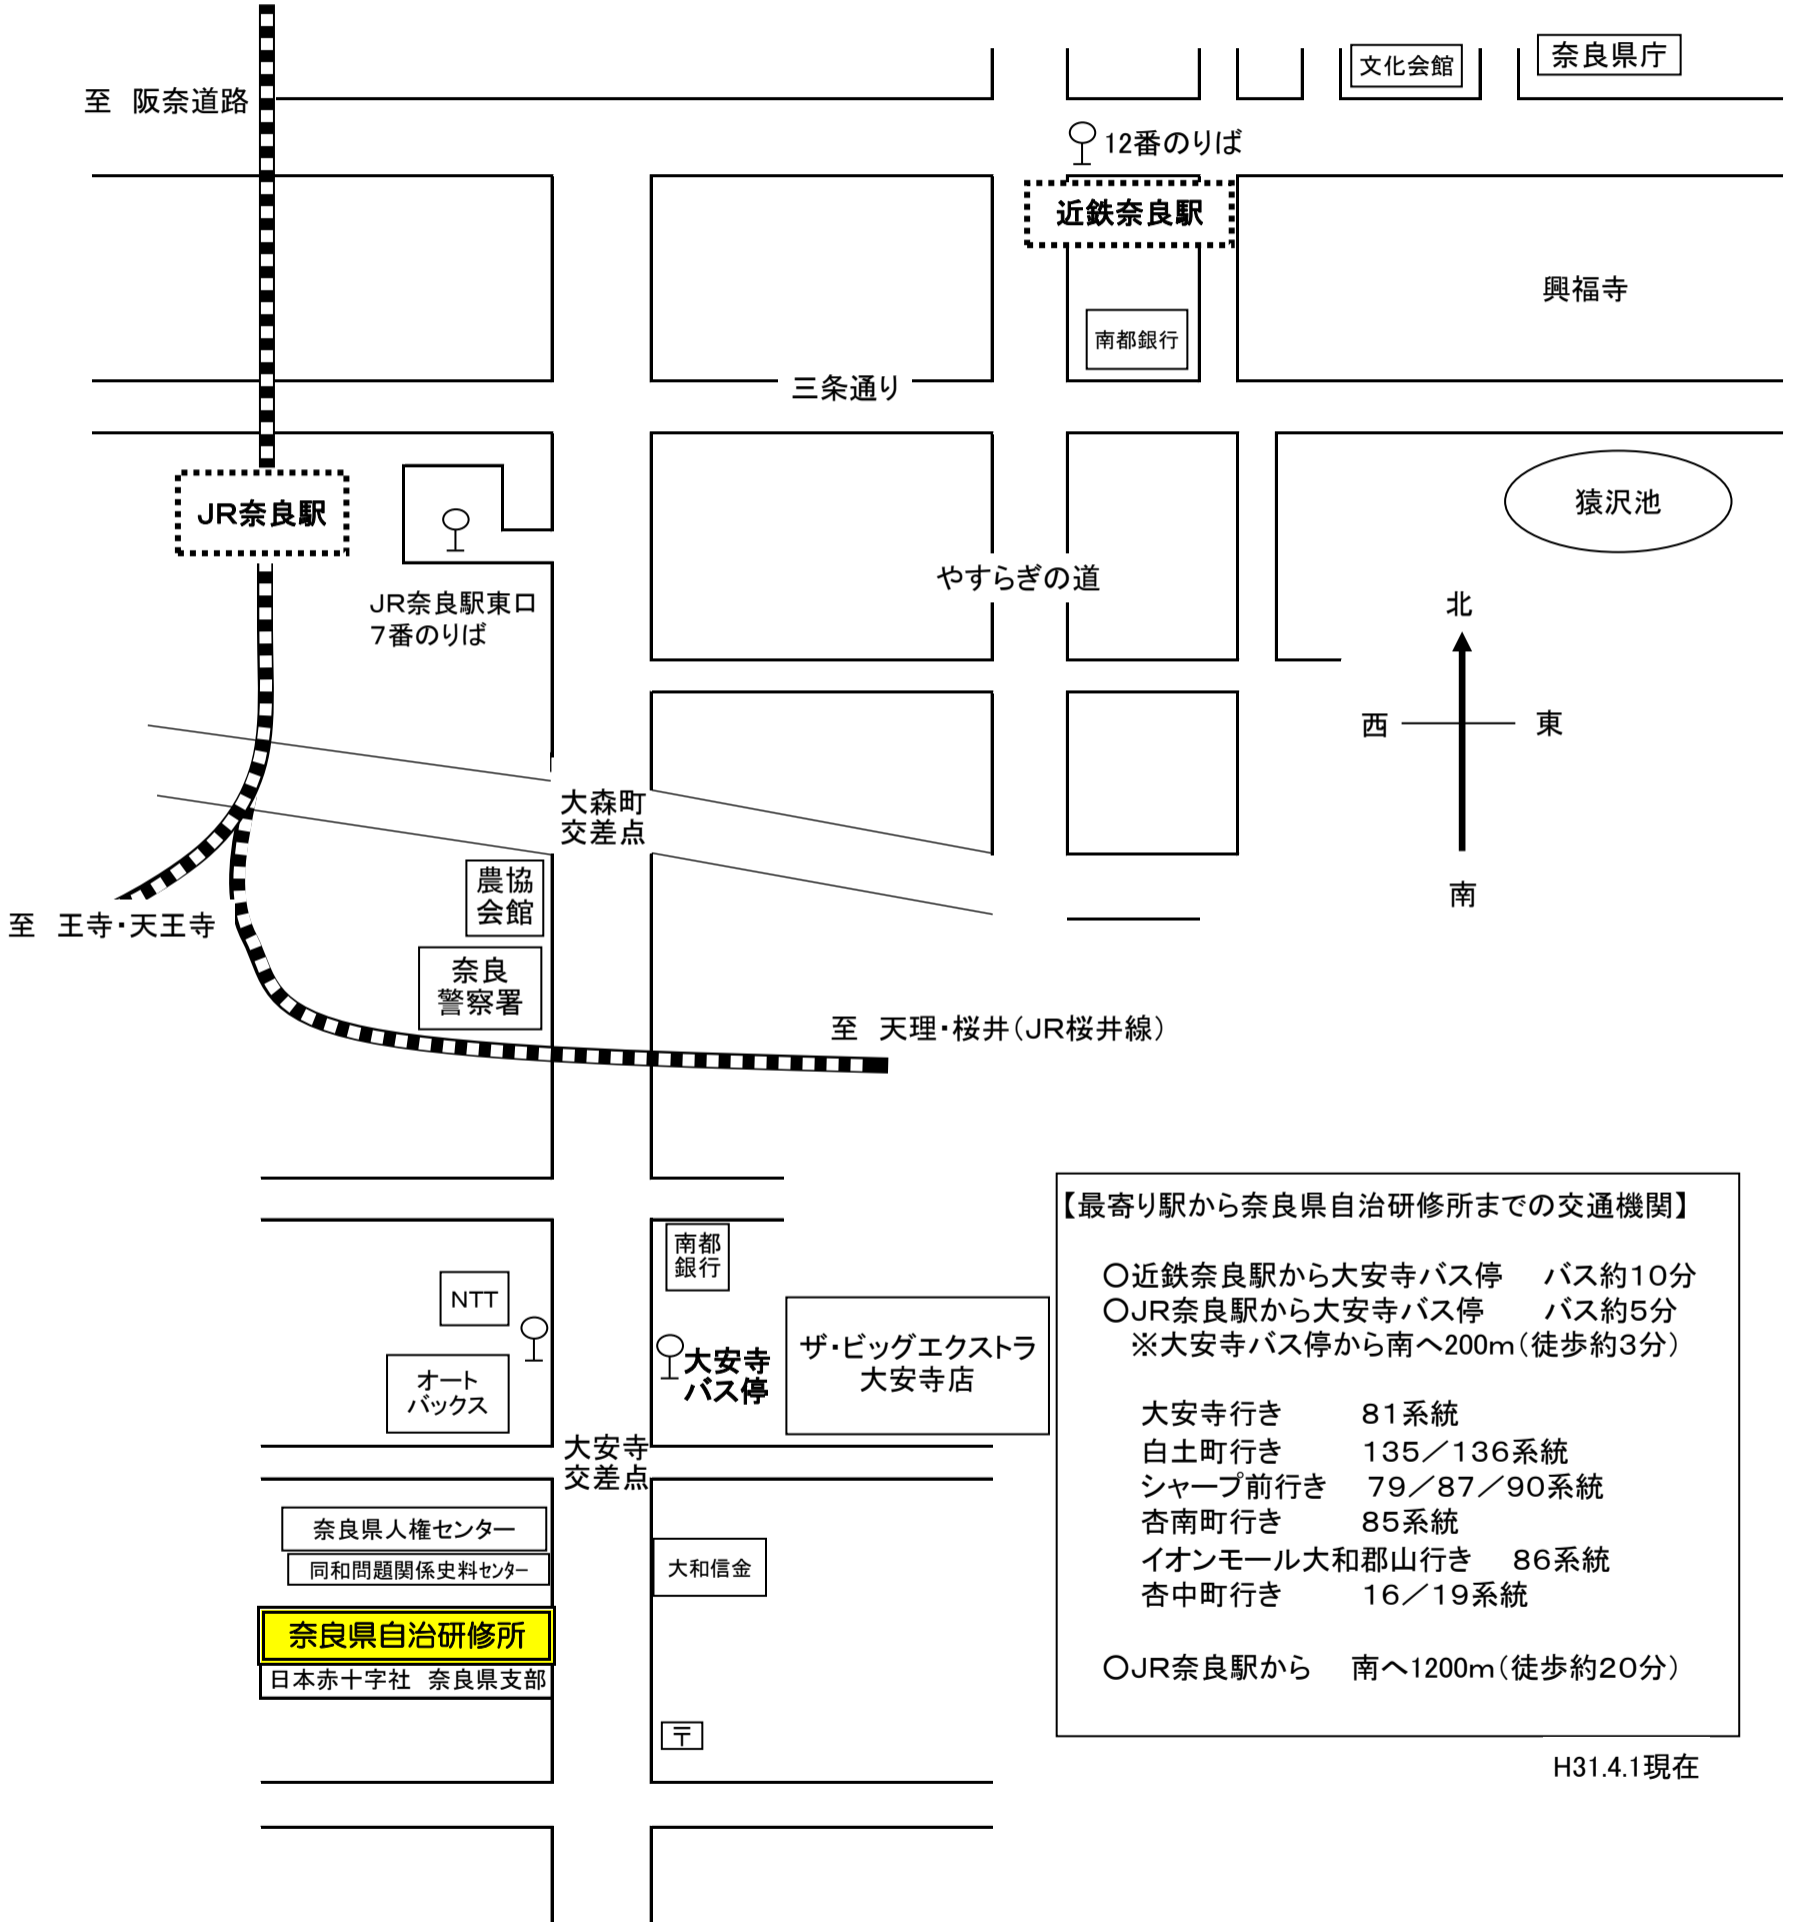 文化会館
奈良県庁
至　阪奈道路
12番のりば
近鉄奈良駅
興福寺
南都銀行
三条通り
JR奈良駅
猿沢池
やすらぎの道
JR奈良駅東口
7番のりば
北
西
東
南
大森町
交差点
農協
会館
至　王寺・天王寺
奈良
警察署
至　天理・桜井（JR桜井線）
南都
銀行
NTT
オート
バックス
大安寺
バス停
ザ・ビッグエクストラ
大安寺店
大安寺
交差点
奈良県人権センター
同和問題関係史料センター
大和信金
奈良県自治研修所
日本赤十字社　奈良県支部
〒
【最寄り駅から奈良県自治研修所までの交通機関】
〇近鉄奈良駅から大安寺バス停　バス約10分
〇JR奈良駅から大安寺バス停　バス約5分
※大安寺バス停から南へ200m（徒歩約3分）
大安寺行き　81系統
白土町行き　135／136系統
シャープ前行き　79／87／90系統
杏南町行き　85系統
イオンモール大和郡山行き　86系統
杏中町行き　16／19系統
〇JR奈良駅から　南へ1200m（徒歩約20分）
H31.4.1現在